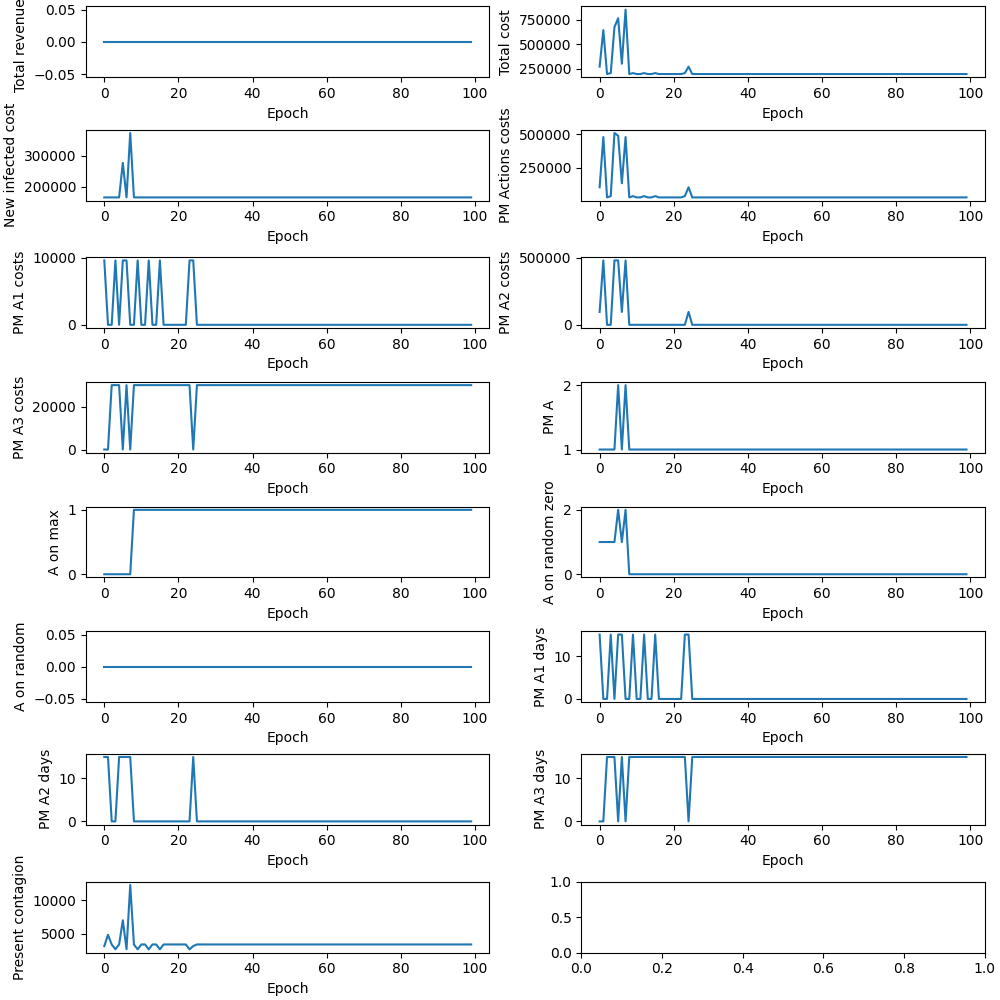 Total revenue
0.05
0.00
−0.05
0 20 40 60 80 100
Epoch
Total cost
750000
500000
250000
0 20 40 60 80 100
Epoch
New infected cost
300000
200000
0 20 40 60 80 100
Epoch
PM Actions costs
500000
250000
0 20 40 60 80 100
Epoch
PM A1 costs
10000
0
0 20 40 60 80 100
Epoch
PM A2 costs
500000
0
0 20 40 60 80 100
Epoch
PM A3 costs
20000
0
0 20 40 60 80 100
Epoch
PM A
2
1
0 20 40 60 80 100
Epoch
A on max
1
0
0 20 40 60 80 100
Epoch
A on random zero
2
0
0 20 40 60 80 100
Epoch
A on random
0.05
0.00
−0.05
0 20 40 60 80 100
Epoch
PM A1 days
10
0
0 20 40 60 80 100
Epoch
PM A2 days
10
0
0 20 40 60 80 100
Epoch
PM A3 days
10
0
0 20 40 60 80 100
Epoch
Present contagion
10000
5000
0 20 40 60 80 100
Epoch
1.0
0.5
0.0
0.0 0.2 0.4 0.6 0.8 1.0